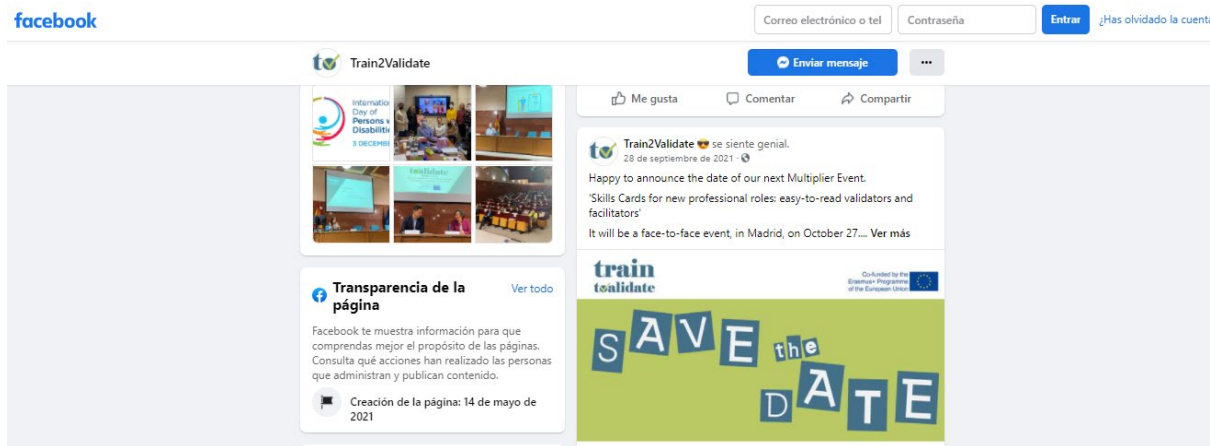 facebook
Correo electrónico o tel
Contraseña
Entrar
¿Has olvidado la cuenta
Train2Validate
Enviar mensaje
Internatio
Day of
Persons
Disabiliti
3 DECEMBE
Me gusta
Comentar
Compartir
Train2Validate 😎 se siente genial.
28 de septiembre de 2021
Happy to announce the date of our next Multiplier Event.
'Skills Cards for new professional roles: easy-to-read validators and
facilitators'
It will be a face-to-face event, in Madrid, on October 27.... Ver más
Transparencia de la
página
Ver todo
Facebook te muestra información para que
comprendas mejor el propósito de las páginas.
Consulta qué acciones han realizado las personas
que administran y publican contenido.
Creación de la página: 14 de mayo de
2021
train
to validate
Co-funded by the
Erasmus+ Programme
of the European Union
SAVE the
DATE